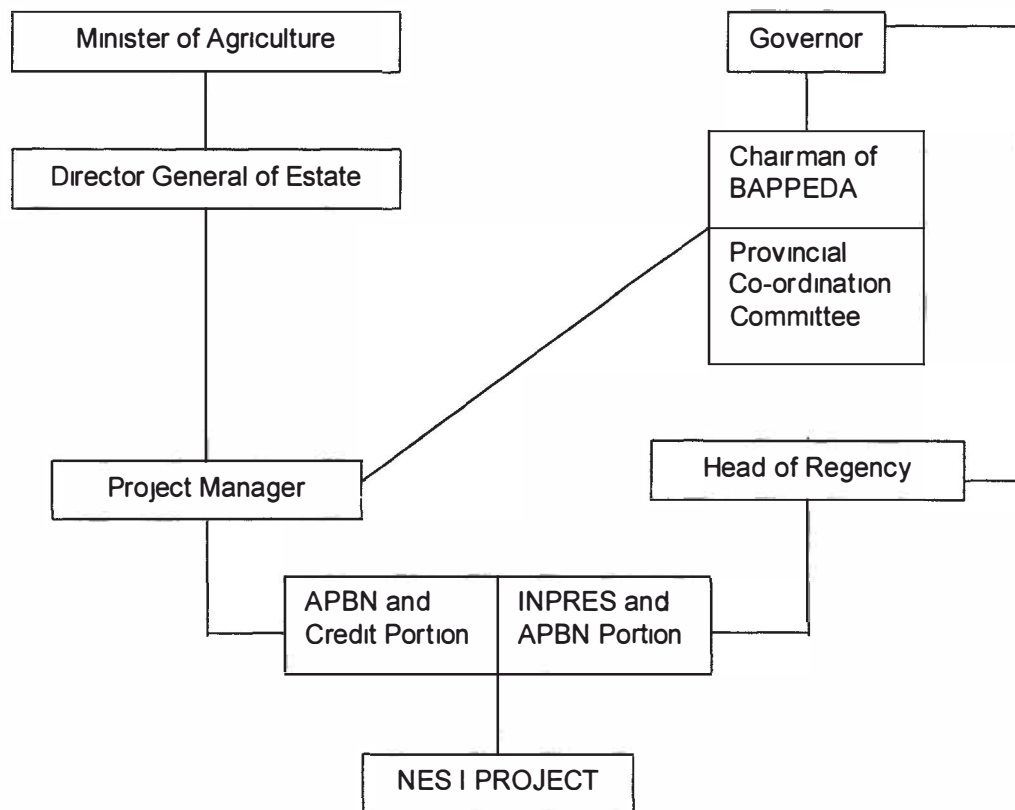 Minister of Agriculture
Governor
Director General of Estate
Chairman of
BAPPEDA
Provincial
Co-ordination
Committee
Project Manager
Head of Regency
APBN and
Credit Portion
INPRES and
APBN Portion
NES I PROJECT